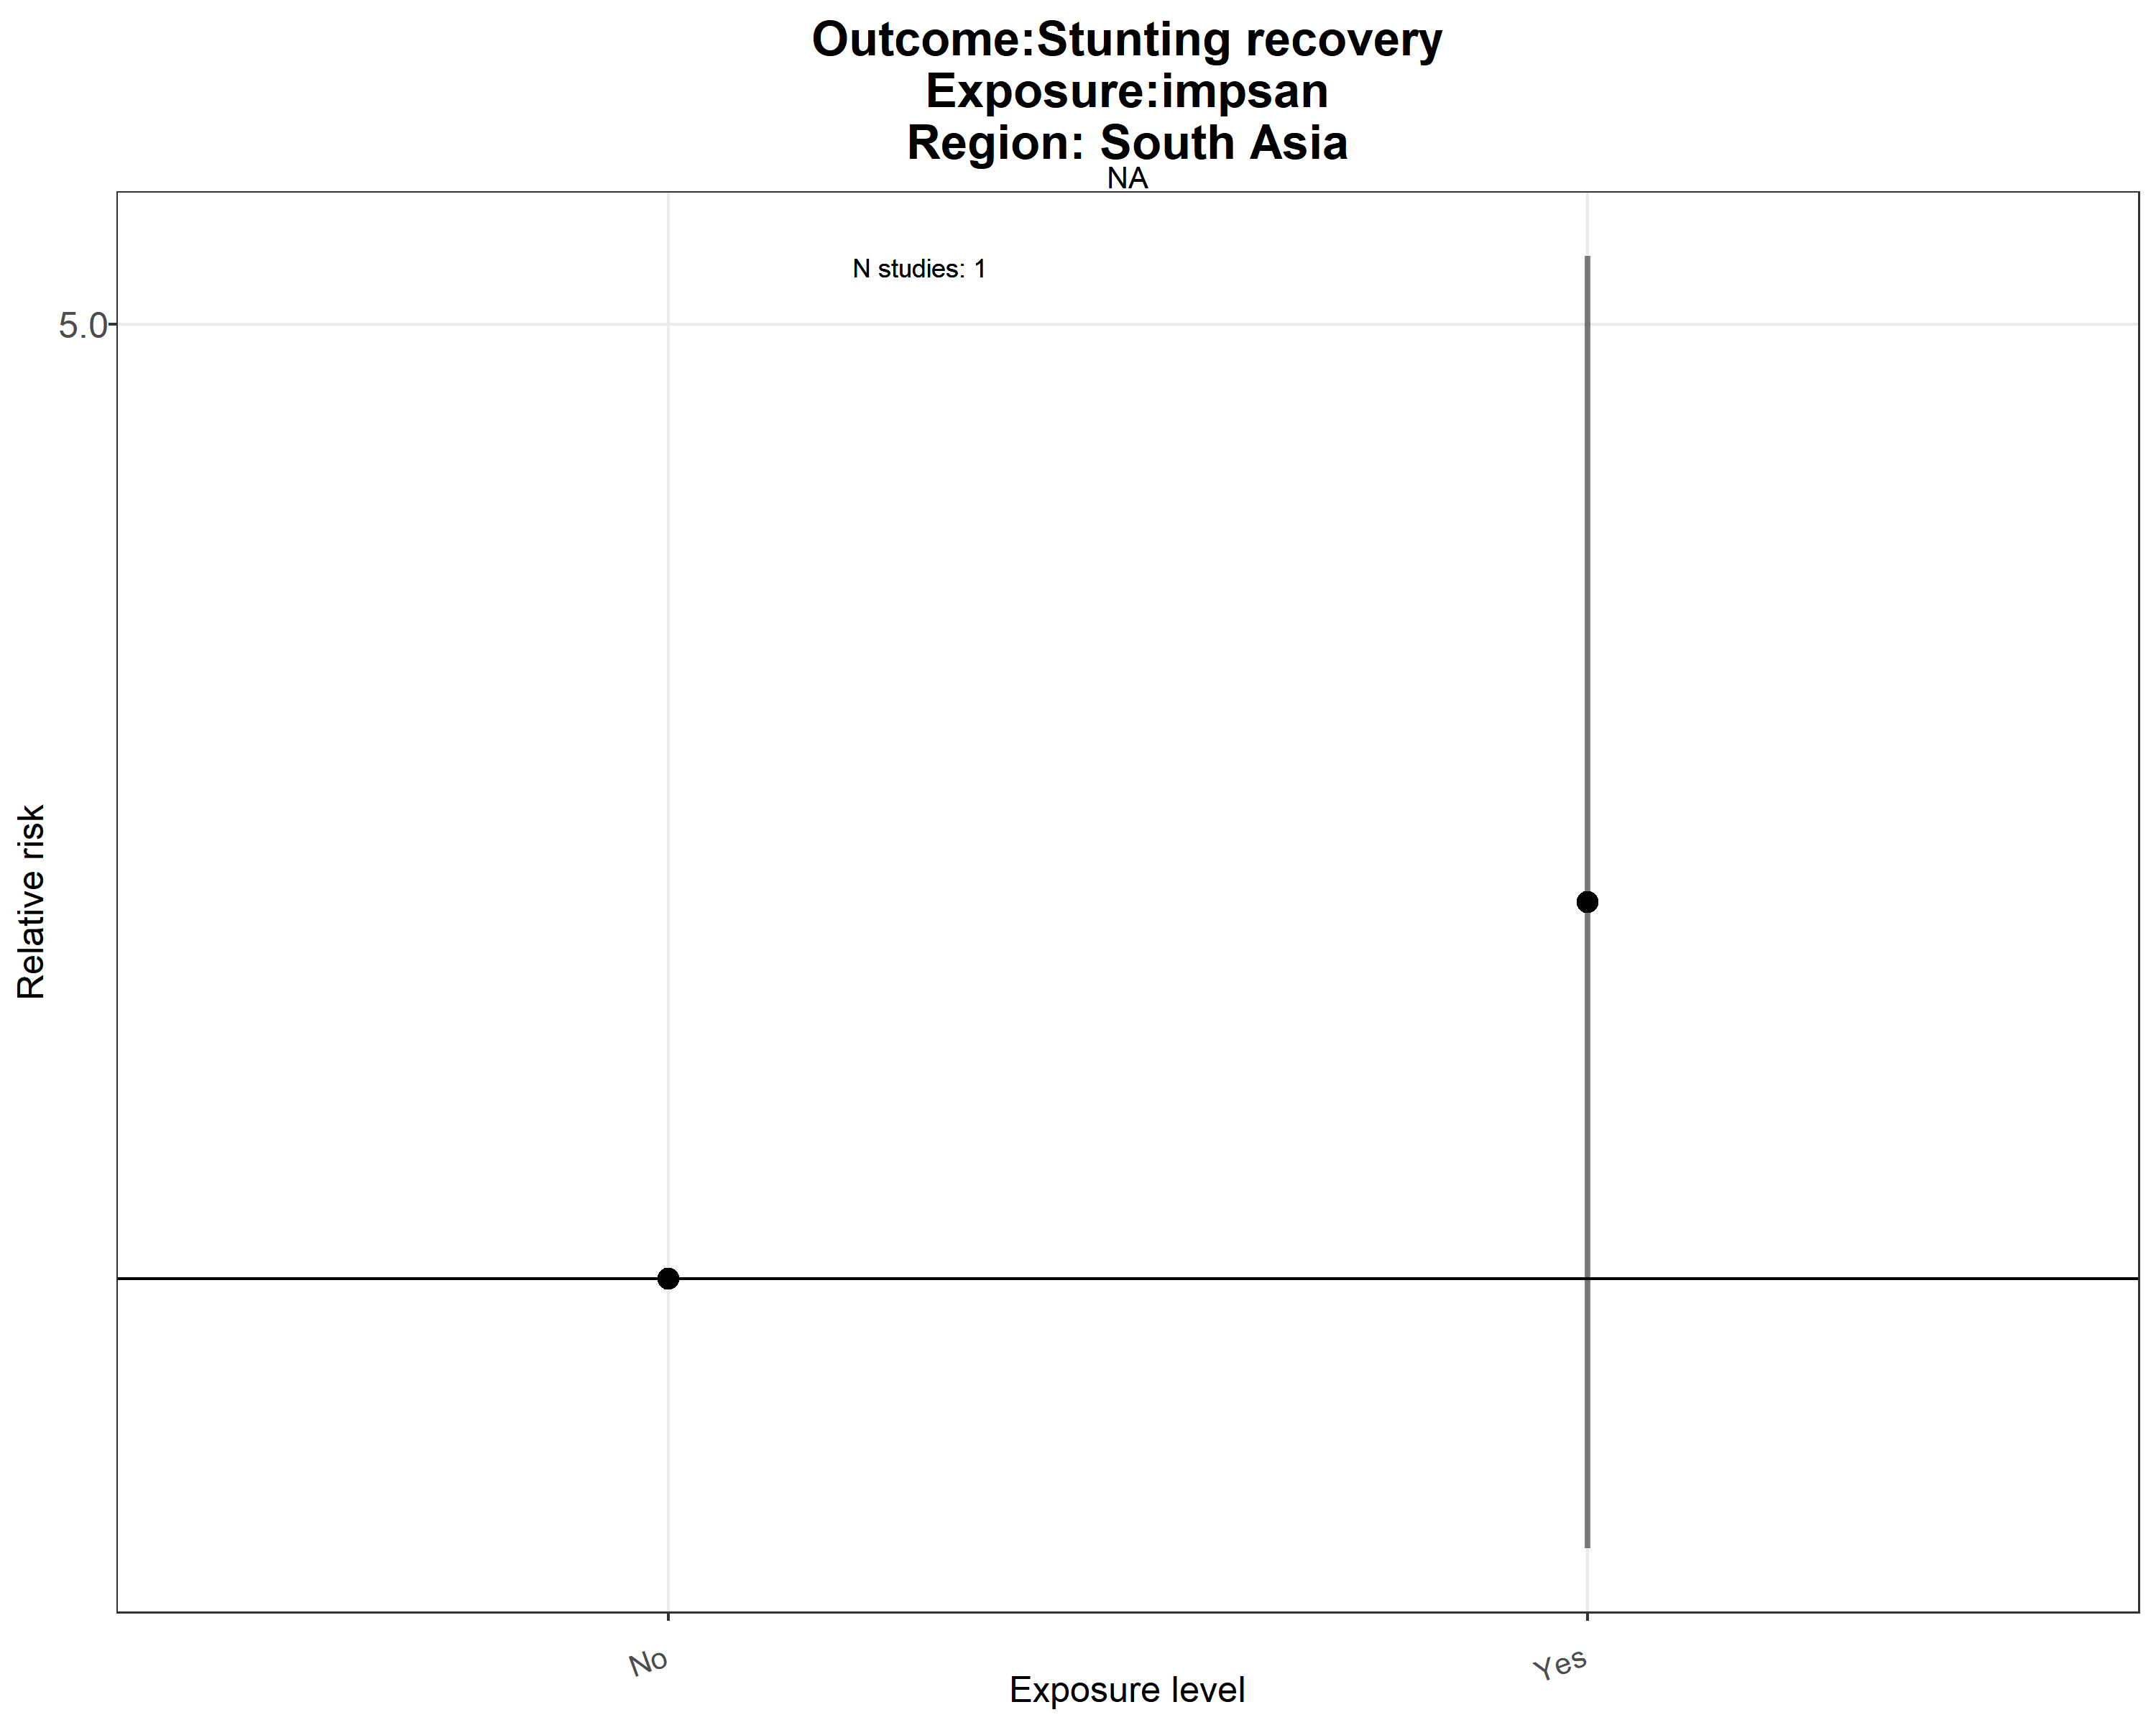 Outcome:Stunting recovery
Exposure:impsan
Region: South Asia
NA
N studies: 1
5.0
Relative risk
No
Yes
Exposure level